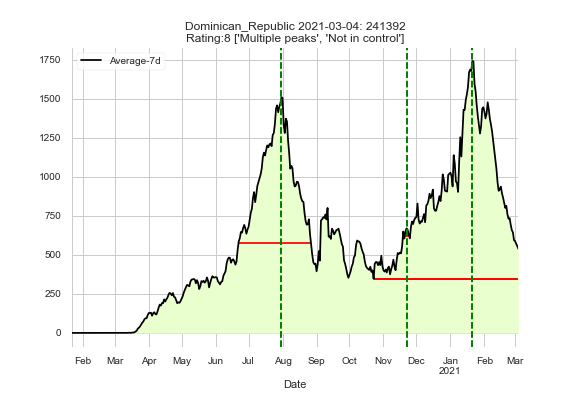 Dominican_Republic 2021-03-04: 241392
Rating:8 ['Multiple peaks', 'Not in control']
Average-7d
1750
1500
1250
1000
750
500
250
0
Feb Mar Apr May Jun Jul Aug Sep Oct Nov Dec Jan Feb Mar
2021
Date